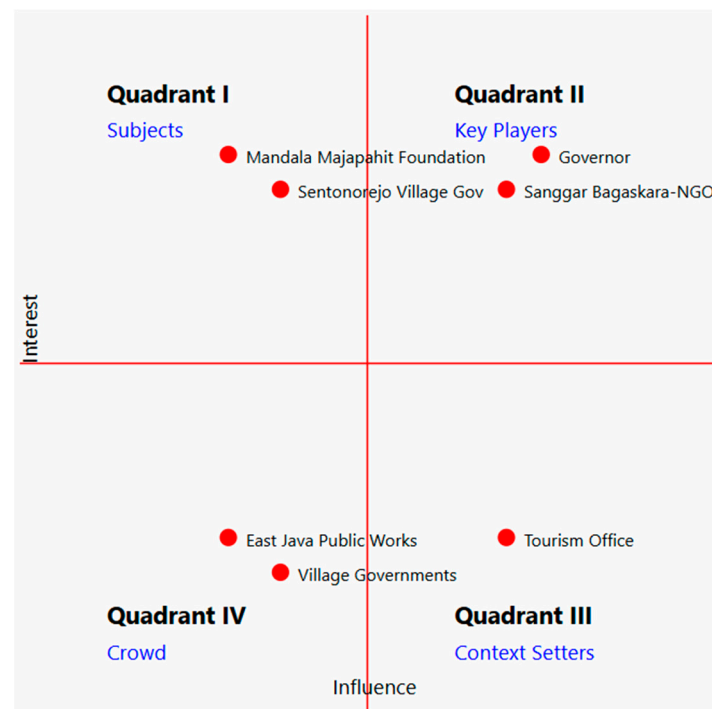 Quadrant I
Quadrant II
Subjects
Key Players
Mandala Majapahit Foundation
Governor
Sentonorejo Village Gov
Sanggar Bagaskara-NGO
Interest
East Java Public Works
Tourism Office
Village Governments
Quadrant IV
Quadrant III
Crowd
Context Setters
Influence